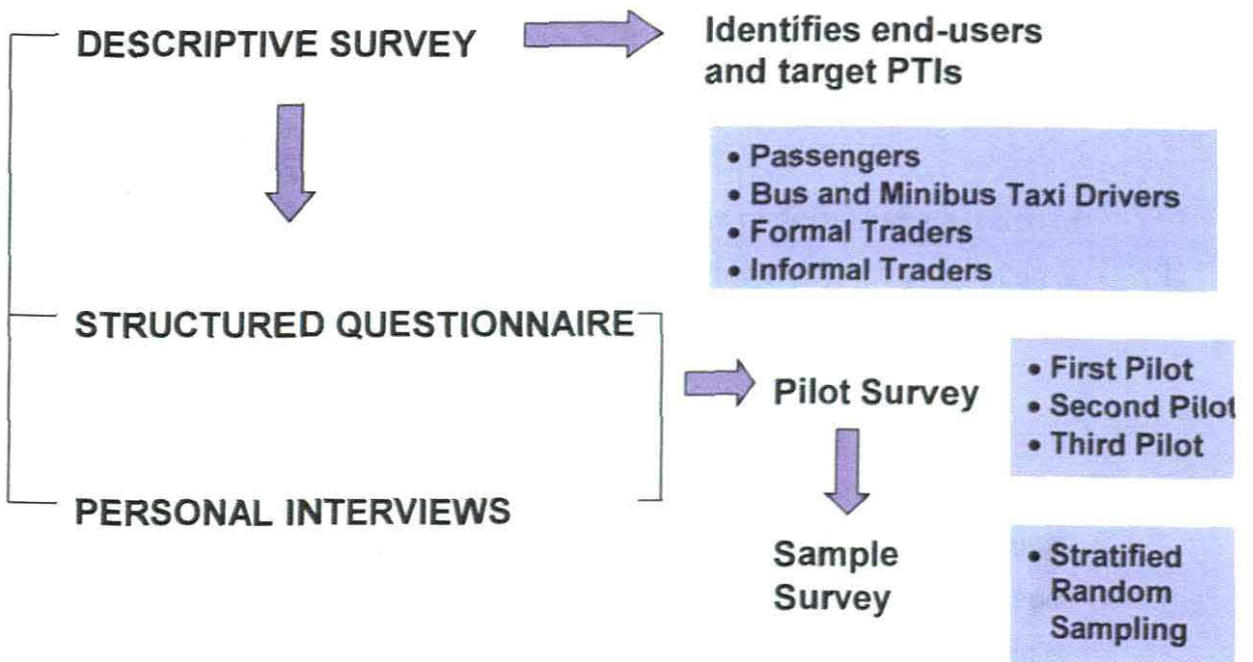 DESCRIPTIVE SURVEY
Identifies end-users
and target PTIs
• Passengers
• Bus and Minibus Taxi Drivers
• Formal Traders
• Informal Traders
STRUCTURED QUESTIONNAIRE
Pilot Survey
• First Pilot
• Second Pilot
• Third Pilot
PERSONAL INTERVIEWS
Sample
Survey
• Stratified
Random
Sampling